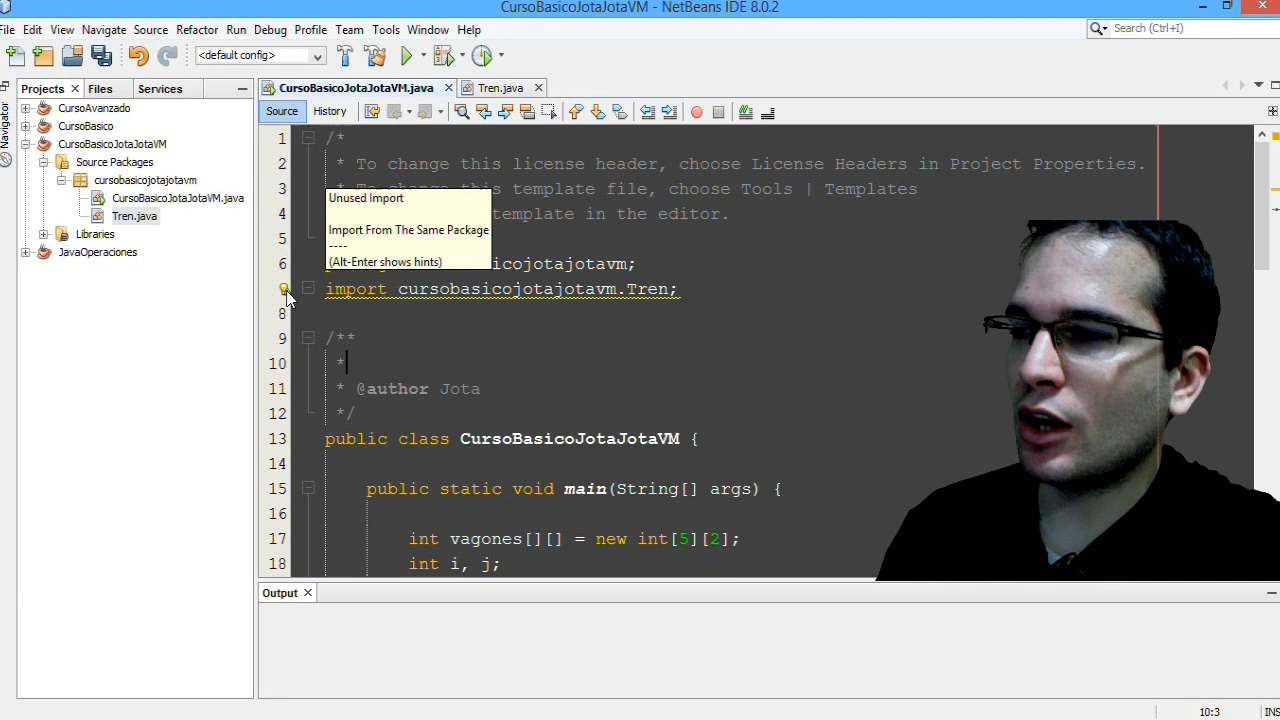 CursoBasicoJotaJotaVM - NetBeans IDE 8.0.2
File Edit View Navigate Source Refactor Run Debug Profile Team Tools Window Help
Search (Ctrl+I)
<default config>
Projects Files Services
Navigator
CursoAvanzado
CursoBasico
CursoBasicoJotaJotaVM
Source Packages
cursobasicojotajotavm
CursoBasicoJotaJotaVM.java
Tren.java
Libraries
JavaOperaciones
CursoBasicoJotaJotaVM.java Tren.java
Source History
1 /*
2 * To change this license header, choose License Headers in Project Properties.
3 * To change this template file, choose Tools | Templates
4 template in the editor.
5
6 icojotajotavm;
import cursobasicojotajotavm.Tren;
8
9 /**
10 *
11 * @author Jota
12 */
13 public class CursoBasicoJotaJotaVM {
14
15 public static void main(String[] args) {
16
17 int vagones[][] = new int[5][2];
18 int i, j;
Unused Import
Import From The Same Package
----
(Alt-Enter shows hints)
Output
10:3 INS